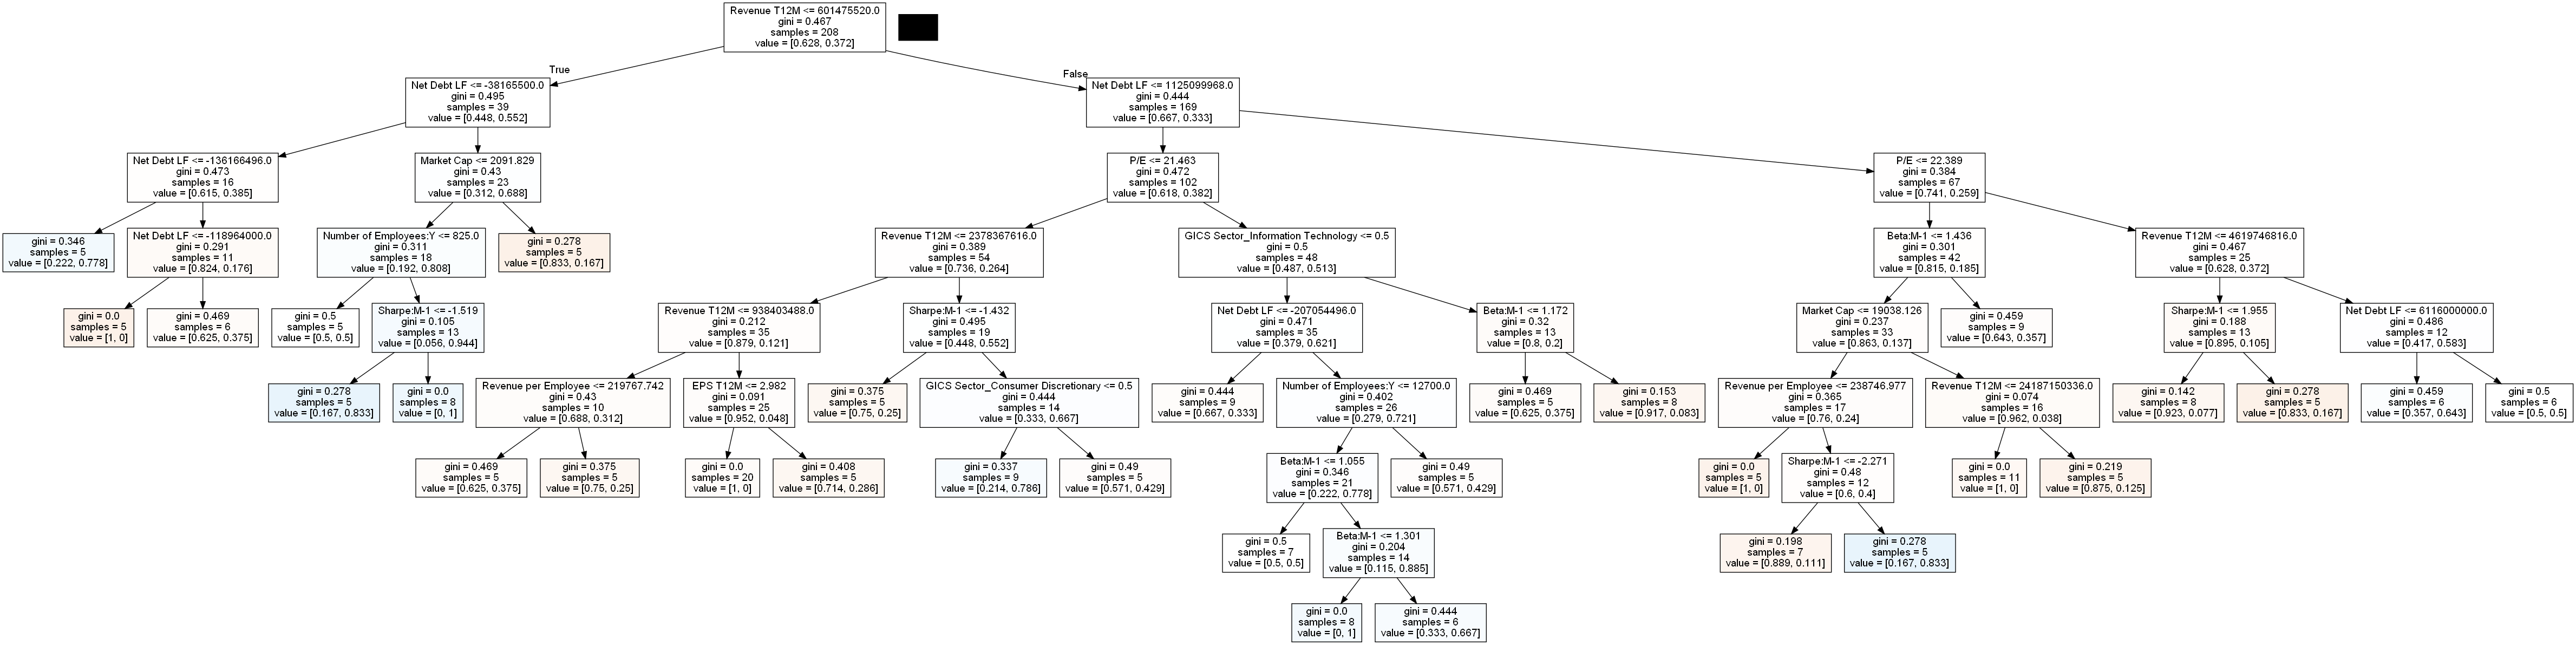 Revenue T12M <= 601475520.0
gini = 0.467
samples = 208
value = [0.628, 0.372]
True
False
Net Debt LF <= -38165500.0
gini = 0.495
samples = 39
value = [0.448, 0.552]
Net Debt LF <= 1125099968.0
gini = 0.444
samples = 169
value = [0.667, 0.333]
Net Debt LF <= -136166496.0
gini = 0.473
samples = 16
value = [0.615, 0.385]
Market Cap <= 2091.829
gini = 0.43
samples = 23
value = [0.312, 0.688]
P/E <= 21.463
gini = 0.472
samples = 102
value = [0.618, 0.382]
P/E <= 22.389
gini = 0.384
samples = 67
value = [0.741, 0.259]
gini = 0.346
samples = 5
value = [0.222, 0.778]
Net Debt LF <= -118964000.0
gini = 0.291
samples = 11
value = [0.824, 0.176]
Number of Employees:Y <= 825.0
gini = 0.311
samples = 18
value = [0.192, 0.808]
gini = 0.278
samples = 5
value = [0.833, 0.167]
Revenue T12M <= 2378367616.0
gini = 0.389
samples = 54
value = [0.736, 0.264]
GICS Sector_Information Technology <= 0.5
gini = 0.5
samples = 48
value = [0.487, 0.513]
Beta:M-1 <= 1.436
gini = 0.301
samples = 42
value = [0.815, 0.185]
Revenue T12M <= 4619746816.0
gini = 0.467
samples = 25
value = [0.628, 0.372]
gini = 0.0
samples = 5
value = [1, 0]
gini = 0.469
samples = 6
value = [0.625, 0.375]
gini = 0.5
samples = 5
value = [0.5, 0.5]
Sharpe:M-1 <= -1.519
gini = 0.105
samples = 13
value = [0.056, 0.944]
Revenue T12M <= 938403488.0
gini = 0.212
samples = 35
value = [0.879, 0.121]
Sharpe:M-1 <= -1.432
gini = 0.495
samples = 19
value = [0.448, 0.552]
Net Debt LF <= -207054496.0
gini = 0.471
samples = 35
value = [0.379, 0.621]
Beta:M-1 <= 1.172
gini = 0.32
samples = 13
value = [0.8, 0.2]
Market Cap <= 19038.126
gini = 0.237
samples = 33
value = [0.863, 0.137]
gini = 0.459
samples = 9
value = [0.643, 0.357]
Sharpe:M-1 <= 1.955
gini = 0.188
samples = 13
value = [0.895, 0.105]
Net Debt LF <= 6116000000.0
gini = 0.486
samples = 12
value = [0.417, 0.583]
gini = 0.278
samples = 5
value = [0.167, 0.833]
gini = 0.0
samples = 8
value = [0, 1]
Revenue per Employee <= 219767.742
gini = 0.43
samples = 10
value = [0.688, 0.312]
EPS T12M <= 2.982
gini = 0.091
samples = 25
value = [0.952, 0.048]
gini = 0.375
samples = 5
value = [0.75, 0.25]
GICS Sector_Consumer Discretionary <= 0.5
gini = 0.444
samples = 14
value = [0.333, 0.667]
gini = 0.444
samples = 9
value = [0.667, 0.333]
Number of Employees:Y <= 12700.0
gini = 0.402
samples = 26
value = [0.279, 0.721]
gini = 0.469
samples = 5
value = [0.625, 0.375]
gini = 0.153
samples = 8
value = [0.917, 0.083]
Revenue per Employee <= 238746.977
gini = 0.365
samples = 17
value = [0.76, 0.24]
Revenue T12M <= 24187150336.0
gini = 0.074
samples = 16
value = [0.962, 0.038]
gini = 0.142
samples = 8
value = [0.923, 0.077]
gini = 0.278
samples = 5
value = [0.833, 0.167]
gini = 0.459
samples = 6
value = [0.357, 0.643]
gini = 0.5
samples = 6
value = [0.5, 0.5]
gini = 0.469
samples = 5
value = [0.625, 0.375]
gini = 0.375
samples = 5
value = [0.75, 0.25]
gini = 0.0
samples = 20
value = [1, 0]
gini = 0.408
samples = 5
value = [0.714, 0.286]
gini = 0.337
samples = 9
value = [0.214, 0.786]
gini = 0.49
samples = 5
value = [0.571, 0.429]
Beta:M-1 <= 1.055
gini = 0.346
samples = 21
value = [0.222, 0.778]
gini = 0.49
samples = 5
value = [0.571, 0.429]
gini = 0.0
samples = 5
value = [1, 0]
Sharpe:M-1 <= -2.271
gini = 0.48
samples = 12
value = [0.6, 0.4]
gini = 0.0
samples = 11
value = [1, 0]
gini = 0.219
samples = 5
value = [0.875, 0.125]
gini = 0.5
samples = 7
value = [0.5, 0.5]
Beta:M-1 <= 1.301
gini = 0.204
samples = 14
value = [0.115, 0.885]
gini = 0.198
samples = 7
value = [0.889, 0.111]
gini = 0.278
samples = 5
value = [0.167, 0.833]
gini = 0.0
samples = 8
value = [0, 1]
gini = 0.444
samples = 6
value = [0.333, 0.667]